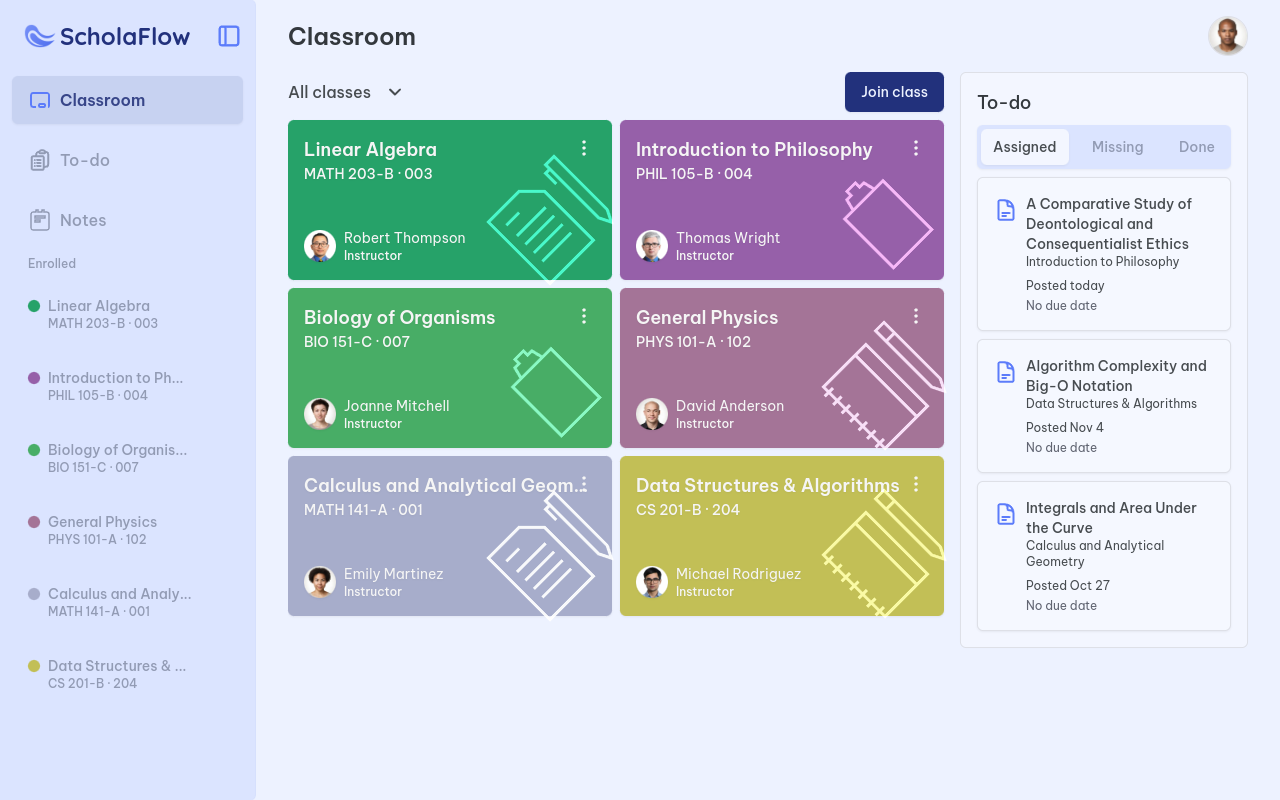 ScholaFlow
Classroom
To-do
Notes
Enrolled
Linear Algebra
MATH 203-B · 003
Introduction to Ph...
PHIL 105-B · 004
Biology of Organis...
BIO 151-C · 007
General Physics
PHYS 101-A · 102
Calculus and Analy...
MATH 141-A · 001
Data Structures & ...
CS 201-B · 204
Classroom
All classes
Join class
Linear Algebra
MATH 203-B · 003
Robert Thompson
Instructor
Introduction to Philosophy
PHIL 105-B · 004
Thomas Wright
Instructor
Biology of Organisms
BIO 151-C · 007
Joanne Mitchell
Instructor
General Physics
PHYS 101-A · 102
David Anderson
Instructor
Calculus and Analytical Geom...
MATH 141-A · 001
Emily Martinez
Instructor
Data Structures & Algorithms
CS 201-B · 204
Michael Rodriguez
Instructor
To-do
Assigned Missing Done
A Comparative Study of
Deontological and
Consequentialist Ethics
Introduction to Philosophy
Posted today
No due date
Algorithm Complexity and
Big-O Notation
Data Structures & Algorithms
Posted Nov 4
No due date
Integrals and Area Under
the Curve
Calculus and Analytical
Geometry
Posted Oct 27
No due date